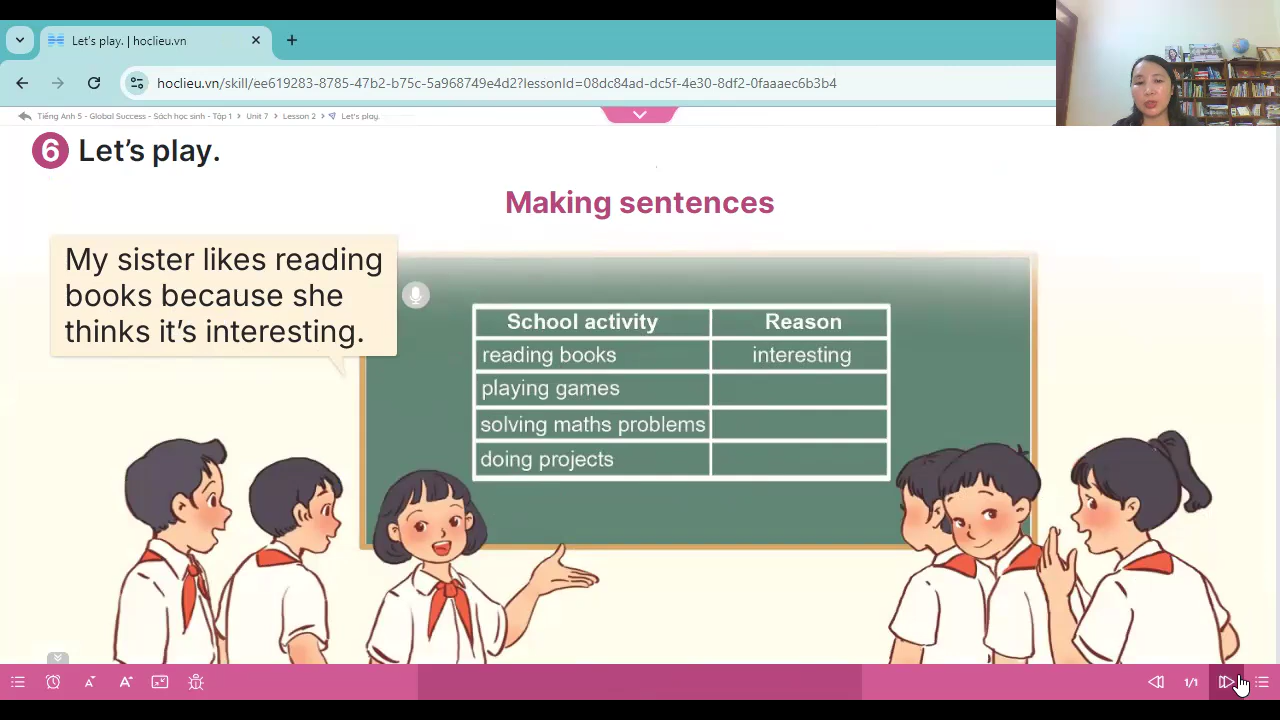 Let's play. | hoclieu.vn
hoclieu.vn/skill/ee619283-8785-47b2-b75c-5a968749e4d2?lessonId=08dc84ad-dc5f-4e30-8df2-0faaaec6b3b4
Tiếng Anh 5 - Global Success - Sách học sinh - Tập 1 > Unit 7 > Lesson 2 > Let's play.
6 Let's play.
Making sentences
My sister likes reading
books because she
thinks it's interesting.
School activity Reason
reading books interesting
playing games
solving maths problems
doing projects
1/1